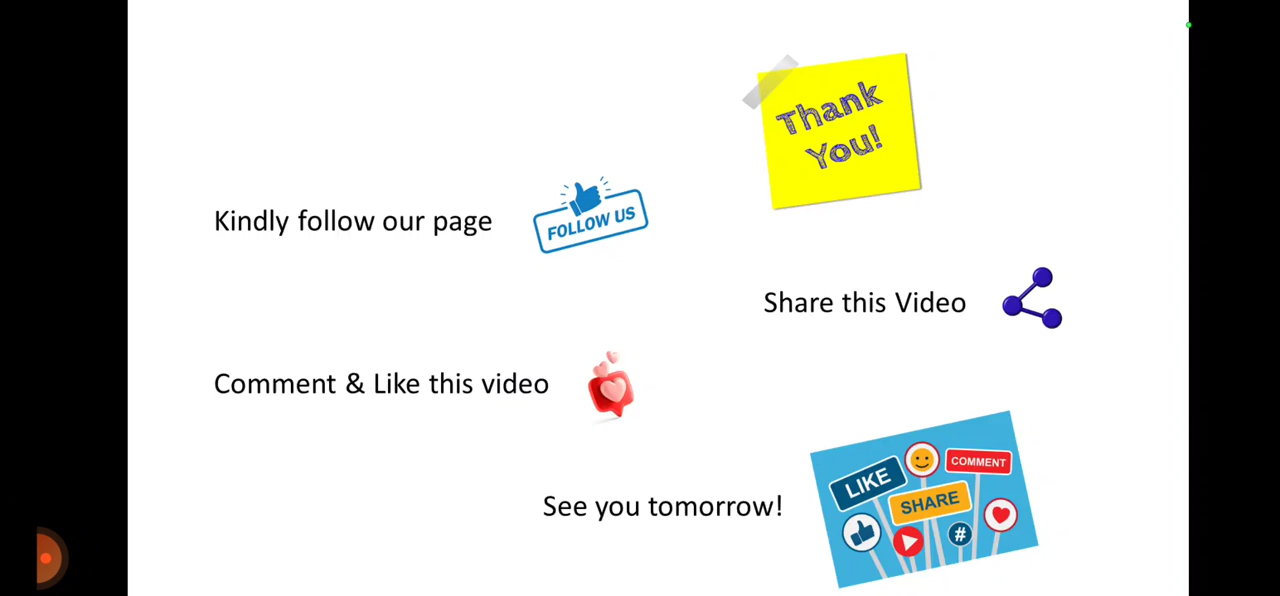 Thank
You!
Kindly follow our page
FOLLOW US
Share this Video
Comment & Like this video
See you tomorrow!
LIKE
COMMENT
SHARE
#